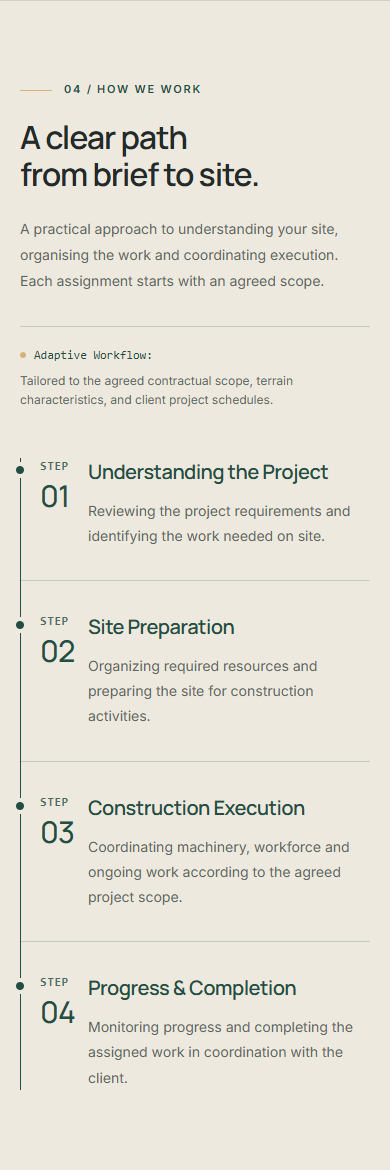 04 / HOW WE WORK
A clear path
from brief to site.
A practical approach to understanding your site,
organising the work and coordinating execution.
Each assignment starts with an agreed scope.
Adaptive Workflow:
Tailored to the agreed contractual scope, terrain
characteristics, and client project schedules.
STEP
01
Understanding the Project
Reviewing the project requirements and
identifying the work needed on site.
STEP
02
Site Preparation
Organizing required resources and
preparing the site for construction
activities.
STEP
03
Construction Execution
Coordinating machinery, workforce and
ongoing work according to the agreed
project scope.
STEP
04
Progress & Completion
Monitoring progress and completing the
assigned work in coordination with the
client.